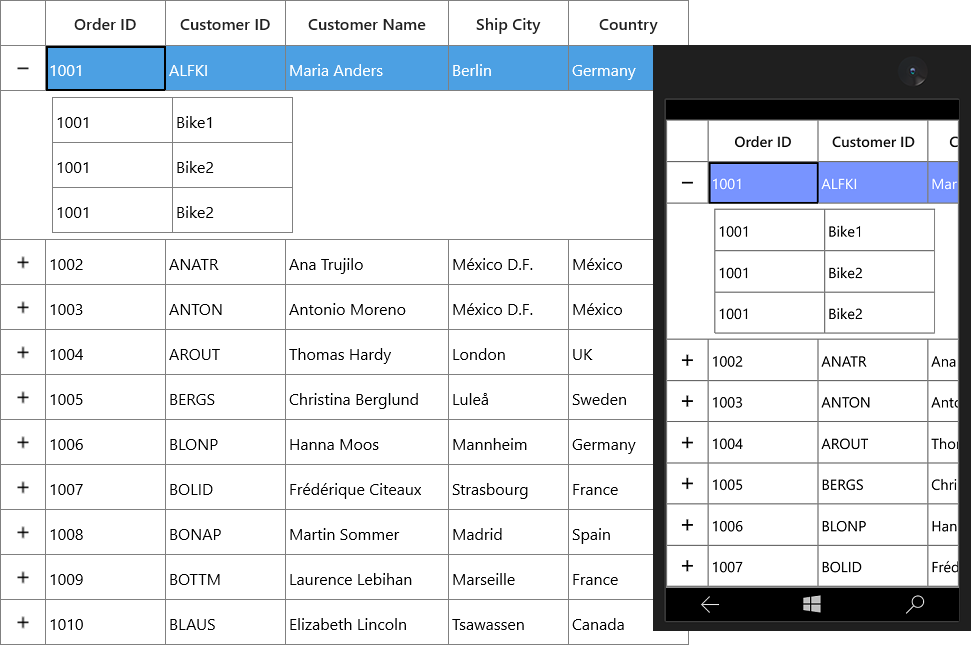 Order ID Customer ID Customer Name Ship City Country
− 1001 ALFKI Maria Anders Berlin Germany
1001 Bike1
1001 Bike2
1001 Bike2
+ 1002 ANATR Ana Trujilo México D.F. México
+ 1003 ANTON Antonio Moreno México D.F. México
+ 1004 AROUT Thomas Hardy London UK
+ 1005 BERGS Christina Berglund Luleå Sweden
+ 1006 BLONP Hanna Moos Mannheim Germany
+ 1007 BOLID Frédérique Citeaux Strasbourg France
+ 1008 BONAP Martin Sommer Madrid Spain
+ 1009 BOTTM Laurence Lebihan Marseille France
+ 1010 BLAUS Elizabeth Lincoln Tsawassen Canada
Order ID Customer ID C
− 1001 ALFKI Mar
1001 Bike1
1001 Bike2
1001 Bike2
+ 1002 ANATR Ana
+ 1003 ANTON Anto
+ 1004 AROUT Thor
+ 1005 BERGS Chri
+ 1006 BLONP Han
+ 1007 BOLID Fréd